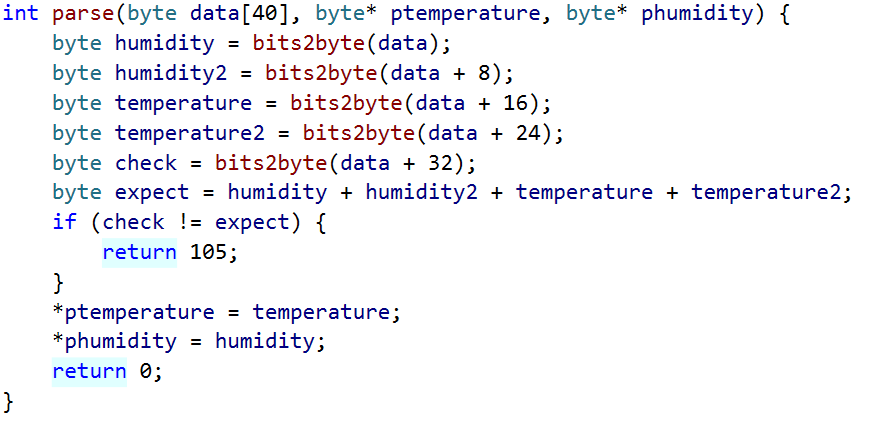 int parse(byte data[40], byte* ptemperature, byte* phumidity) {
    byte humidity = bits2byte(data);
    byte humidity2 = bits2byte(data + 8);
    byte temperature = bits2byte(data + 16);
    byte temperature2 = bits2byte(data + 24);
    byte check = bits2byte(data + 32);
    byte expect = humidity + humidity2 + temperature + temperature2;
    if (check != expect) {
        return 105;
    }
    *ptemperature = temperature;
    *phumidity = humidity;
    return 0;
}